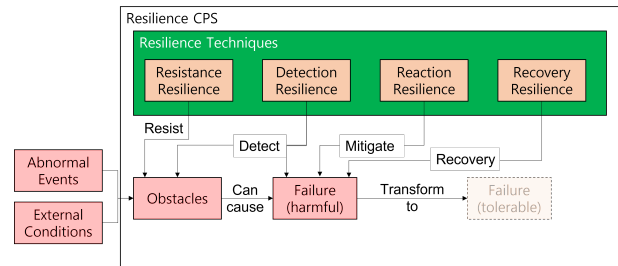 Resilience CPS
Resilience Techniques
Resistance
Resilience
Detection
Resilience
Reaction
Resilience
Recovery
Resilience
Resist
Detect
Mitigate
Recovery
Abnormal
Events
External
Conditions
Obstacles
Can
cause
Failure
(harmful)
Transform
to
Failure
(tolerable)